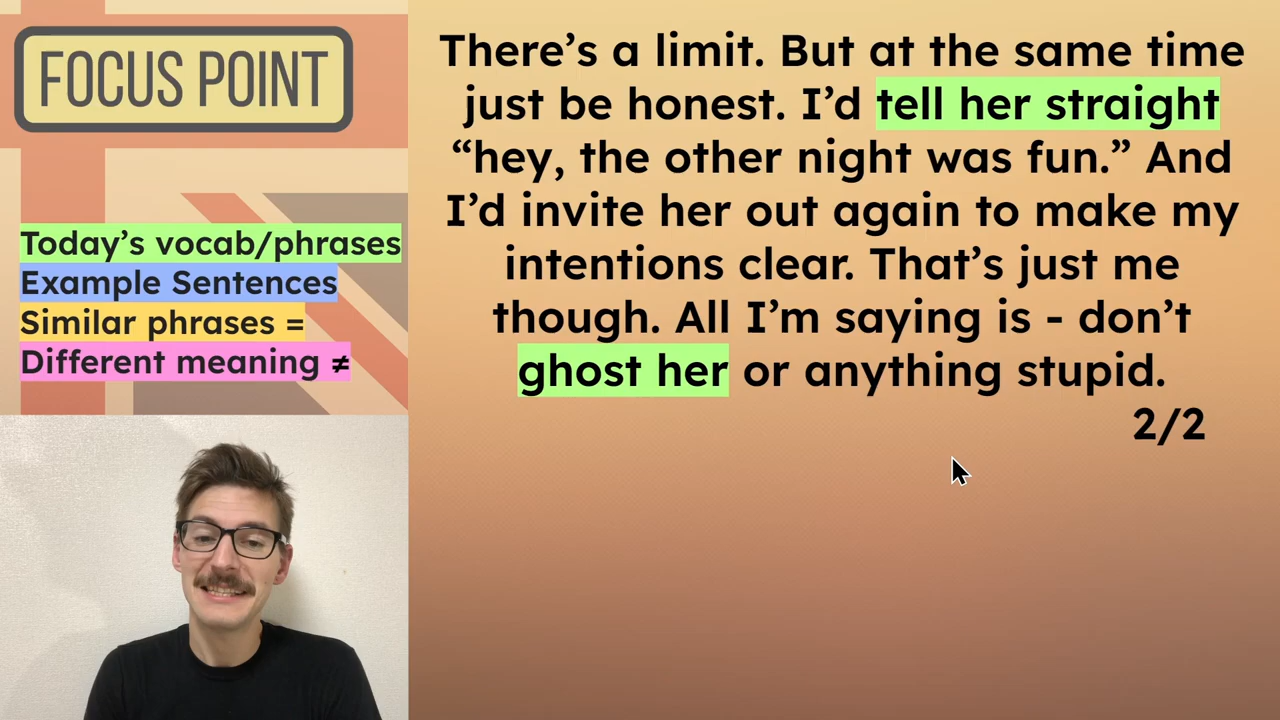 FOCUS POINT
Today’s vocab/phrases
Example Sentences
Similar phrases =
Different meaning ≠
There’s a limit. But at the same time
just be honest. I’d tell her straight
“hey, the other night was fun.” And
I’d invite her out again to make my
intentions clear. That’s just me
though. All I’m saying is - don’t
ghost her or anything stupid.
2/2